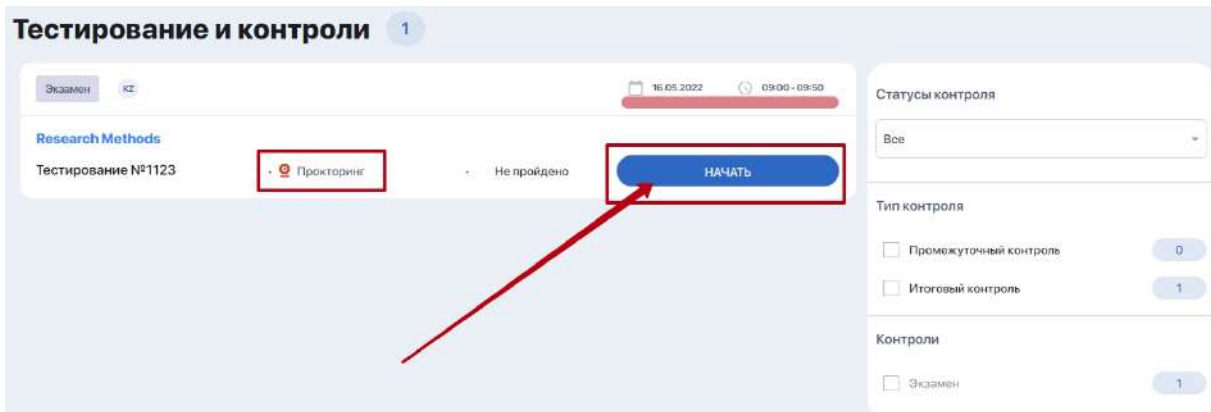 Тестирование и контроли 1
Экзамен KZ 16.05.2022 09:00 - 09:50
Research Methods
Тестирование №1123 · Прокторинг · Не пройдено НАЧАТЬ
Статусы контроля
Все
Тип контроля
Промежуточный контроль 0
Итоговый контроль 1
Контроли
Экзамен 1